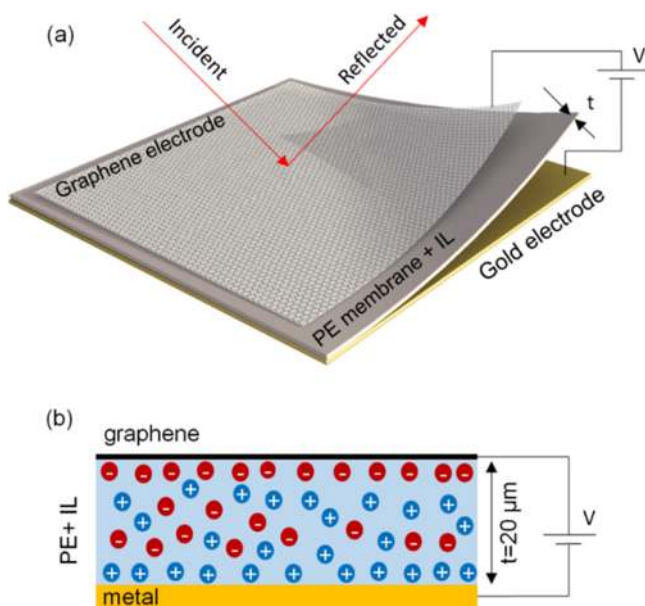 (a)
Incident
Reflected
V
t
Graphene electrode
PE membrane + IL
Gold electrode
(b)
graphene
PE+ IL
t=20 μm
V
metal